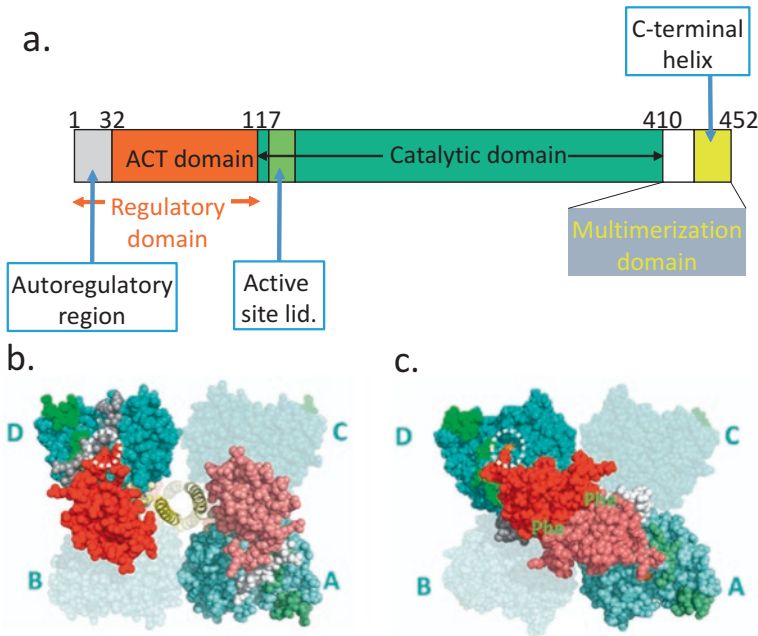 a.
C-terminal
helix
1 32 117 410 452
ACT domain
Catalytic domain
Regulatory
domain
Multimerization
domain
Autoregulatory
region
Active
site lid.
b.
c.
D
C
B
A
D
C
Phe
Phe
B
A